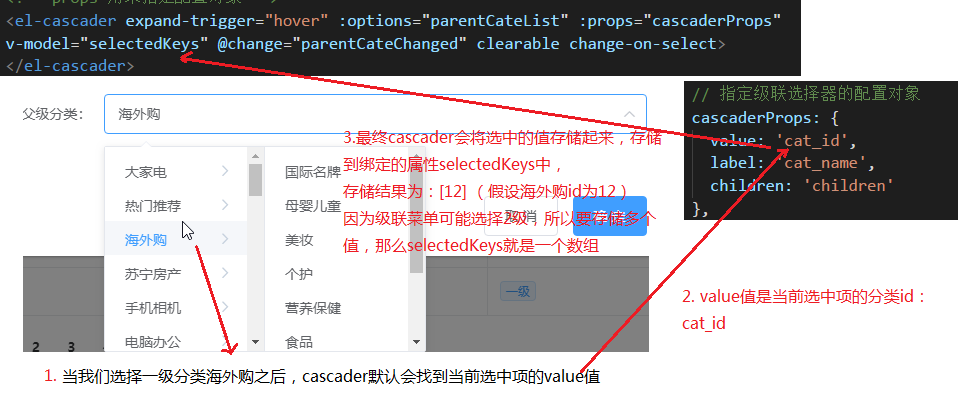 <el-cascader expand-trigger="hover" :options="parentCateList" :props="cascaderProps"
v-model="selectedKeys" @change="parentCateChanged" clearable change-on-select>
</el-cascader>
父级分类：
海外购
大家电
热门推荐
海外购
苏宁房产
手机相机
电脑办公
国际名牌
母婴儿童
美妆
个护
营养保健
食品
// 指定级联选择器的配置对象
cascaderProps: {
value: 'cat_id',
label: 'cat_name',
children: 'children'
},
3.最终cascader会将选中的值存储起来，存储
到绑定的属性selectedKeys中，
存储结果为：[12] （ 假设海外购id为12 ）
因为级联菜单可能选择多级，所以要存储多个
值，那么selectedKeys就是一个数组
取消
一级
2 3
2. value值是当前选中项的分类id：
cat_id
1. 当我们选择一级分类海外购之后，cascader默认会找到当前选中项的value值